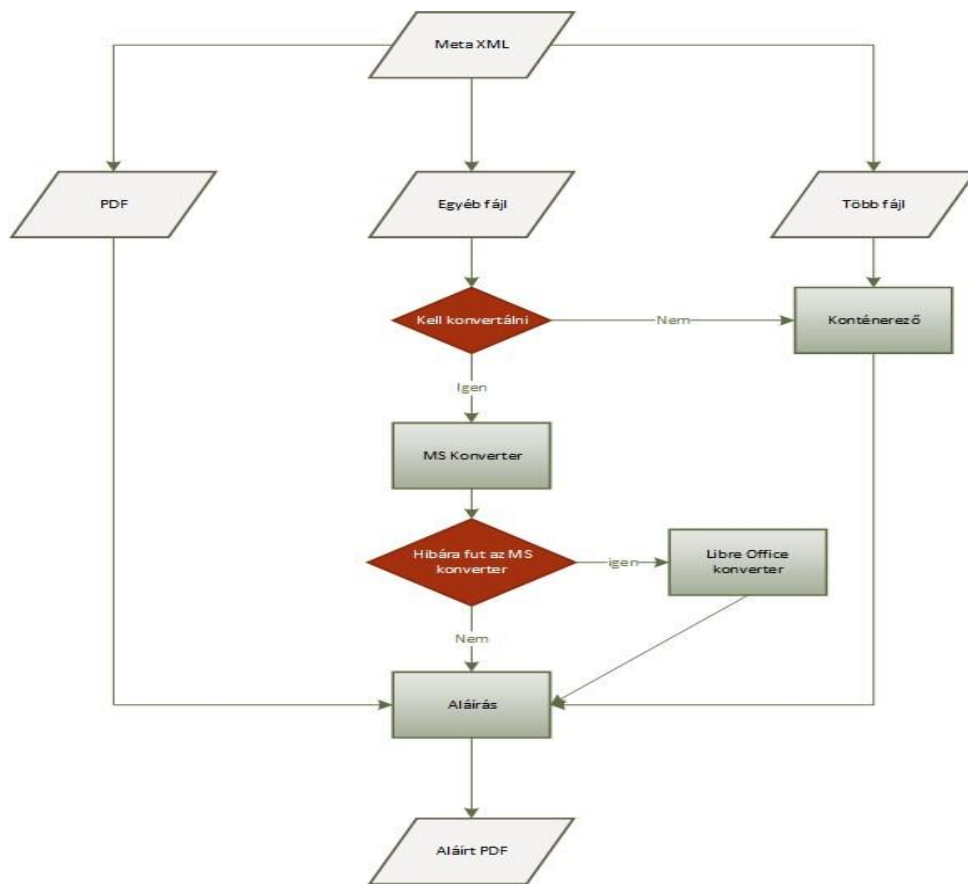 Meta XML
PDF
Egyéb fájl
Több fájl
Kell konvertálni
Nem
Konténerező
Igen
MS Konverter
Hibára fut az MS
konverter
igen
Libre Office
konverter
Nem
Aláírás
Aláírt PDF